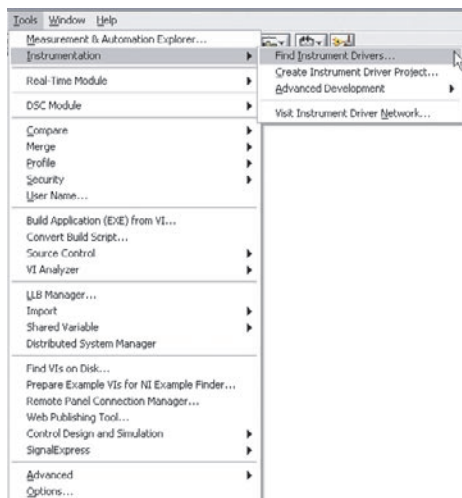 Tools Window Help
Measurement & Automation Explorer...
Instrumentation
Find Instrument Drivers...
Create Instrument Driver Project...
Advanced Development
Visit Instrument Driver Network...
Real-Time Module
DSC Module
Compare
Merge
Profile
Security
User Name...
Build Application (EXE) from VI...
Convert Build Script...
Source Control
VI Analyzer
LLB Manager...
Import
Shared Variable
Distributed System Manager
Find VIs on Disk...
Prepare Example VIs for NI Example Finder...
Remote Panel Connection Manager...
Web Publishing Tool...
Control Design and Simulation
SignalExpress
Advanced
Options...